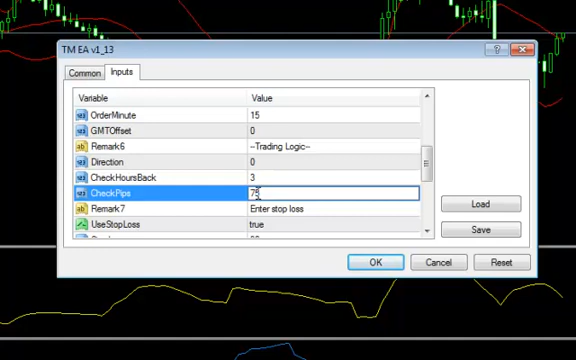 TM EA v1_13
Common Inputs
Variable Value
OrderMinute 15
GMTOffset 0
Remark6 --Trading Logic--
Direction 0
CheckHoursBack 3
CheckPips 75
Remark7 Enter stop loss
UseStopLoss true
Load
Save
OK Cancel Reset